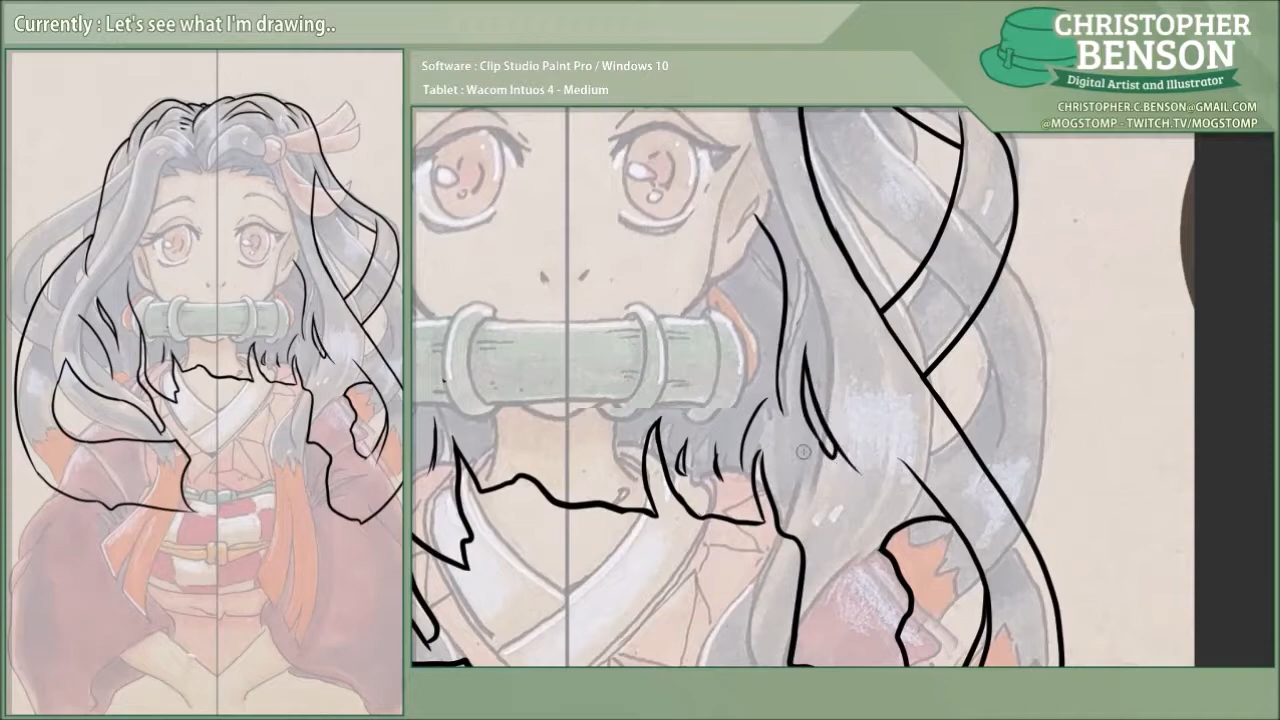 Currently : Let's see what I'm drawing..
Software : Clip Studio Paint Pro / Windows 10
Tablet : Wacom Intuos 4 - Medium
CHRISTOPHER
BENSON
Digital Artist and Illustrator
CHRISTOPHER.C.BENSON@GMAIL.COM
@MOGSTOMP - TWITCH.TV/MOGSTOMP